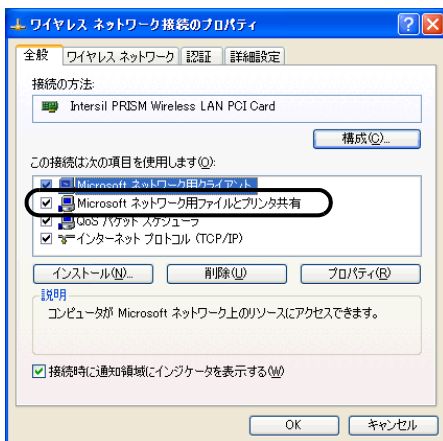 ワイヤレス ネットワーク接続のプロパティ
全般 ワイヤレス ネットワーク 認証 詳細設定
接続の方法:
Intersil PRISM Wireless LAN PCI Card
構成(C)...
この接続は次の項目を使用します(O):
Microsoft ネットワーク用クライアント
Microsoft ネットワーク用ファイルとプリンタ共有
QoS パケット スケジューラ
インターネット プロトコル (TCP/IP)
インストール(N)... 削除(U) プロパティ(R)
説明
コンピュータが Microsoft ネットワーク上のリソースにアクセスできます。
接続時に通知領域にインジケータを表示する(W)
OK キャンセル